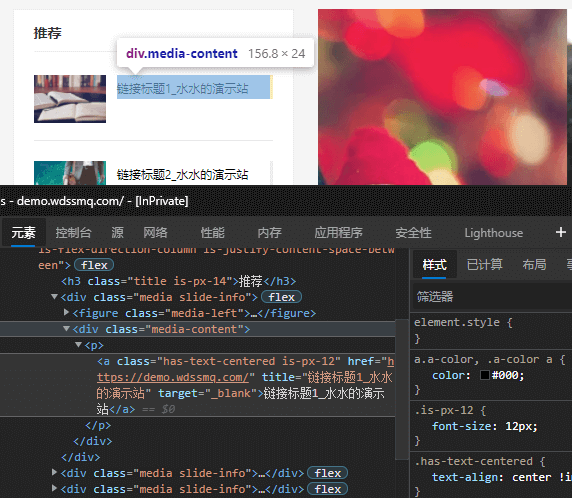 推荐
div.media-content 156.8 × 24
链接标题1_水水的演示站
链接标题2_水水的演示站
s - demo.wdssmq.com/ - [InPrivate]
元素 控制台 源 网络 性能 内存 应用程序 安全性 Lighthouse +
is-flex-direction-column is-justify-content-space-betw
een"> flex
<h3 class="title is-px-14">推荐</h3>
▼<div class="media slide-info"> flex
▶<figure class="media-left">…</figure>
▼<div class="media-content">
▼<p>
<a class="has-text-centered is-px-12" href="h
ttps://demo.wdssmq.com/" title="链接标题1_水水
的演示站" target="_blank">链接标题1_水水的演示
站</a> == $0
</p>
</div>
</div>
▶<div class="media slide-info">…</div> flex
▶<div class="media slide-info">…</div> flex
样式 已计算 布局 事
筛选器
element.style {
}
a.a-color, .a-color a {
color: #000;
}
.is-px-12 {
font-size: 12px;
}
.has-text-centered {
text-align: center !i